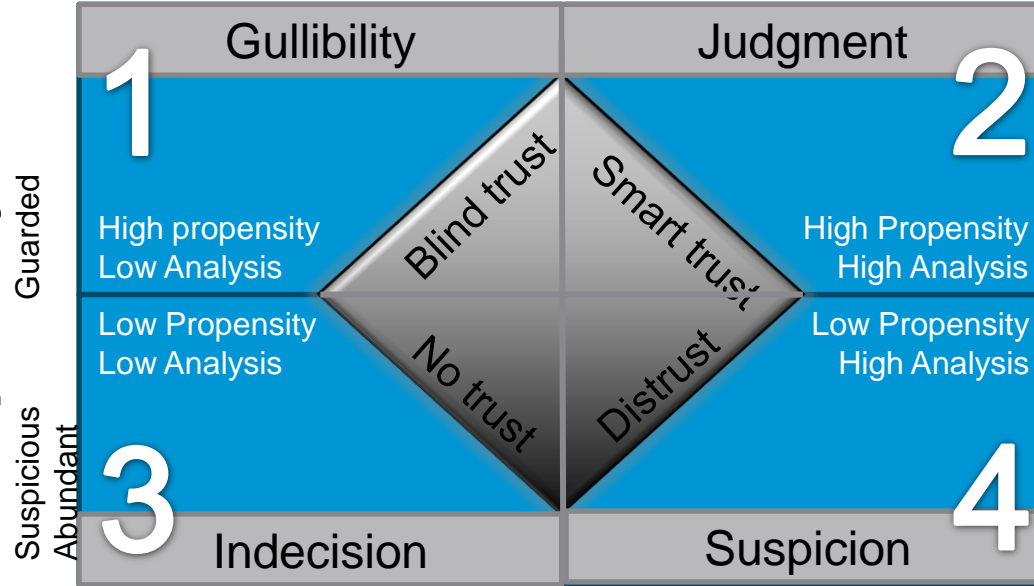 Gullibility
Judgment
1
2
Guarded
Blind trust
Smart trust
High propensity
Low Analysis
High Propensity
High Analysis
Low Propensity
Low Analysis
Low Propensity
High Analysis
No trust
Distrust
Suspicious
Abundant
3
4
Indecision
Suspicion